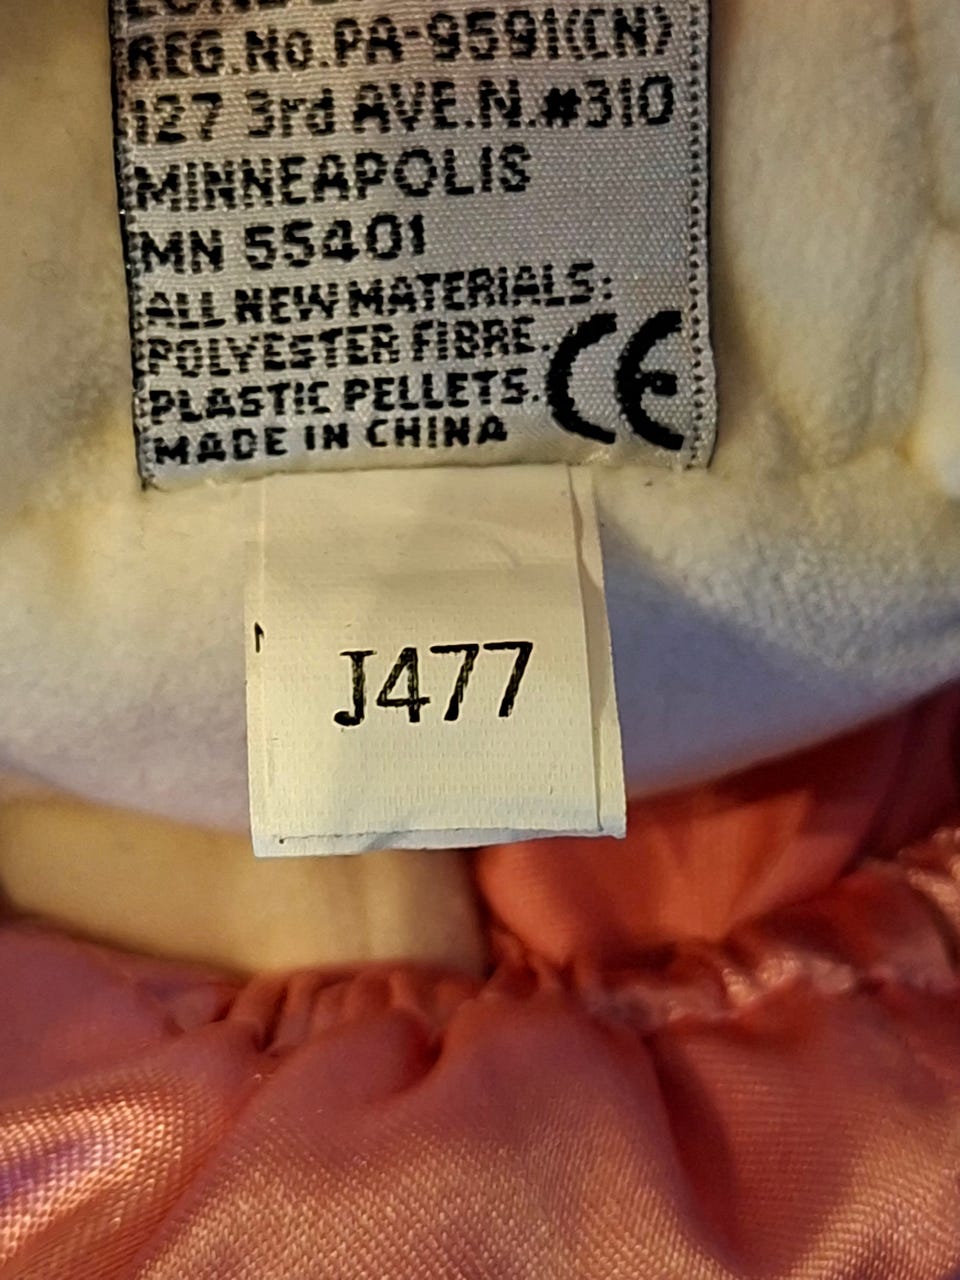 REG.No.PA-9591(CN)
127 3rd AVE.N.#310
MINNEAPOLIS
MN 55401
ALL NEW MATERIALS:
POLYESTER FIBRE.
PLASTIC PELLETS.
MADE IN CHINA
CE
J477